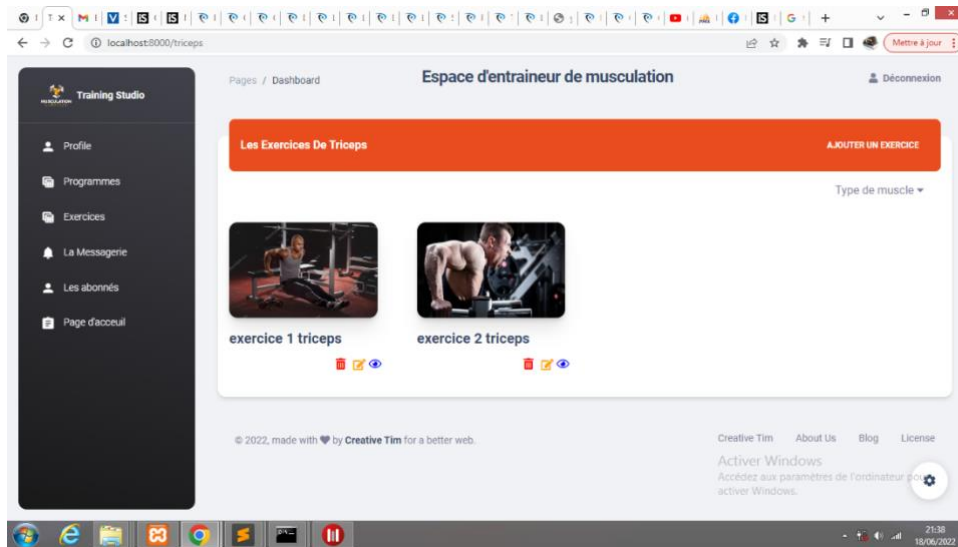 localhost:8000/triceps
Mettre à jour
MUSCULATION
Training Studio
Pages / Dashboard
Espace d'entraineur de musculation
Déconnexion
Profile
Programmes
Exercices
La Messagerie
Les abonnés
Page d'acceuil
Les Exercices De Triceps
AJOUTER UN EXERCICE
Type de muscle
exercice 1 triceps
exercice 2 triceps
© 2022, made with by Creative Tim for a better web.
Creative Tim About Us Blog License
Activer Windows
Accédez aux paramètres de l'ordinateur pour
activer Windows.
21:38
18/06/2022